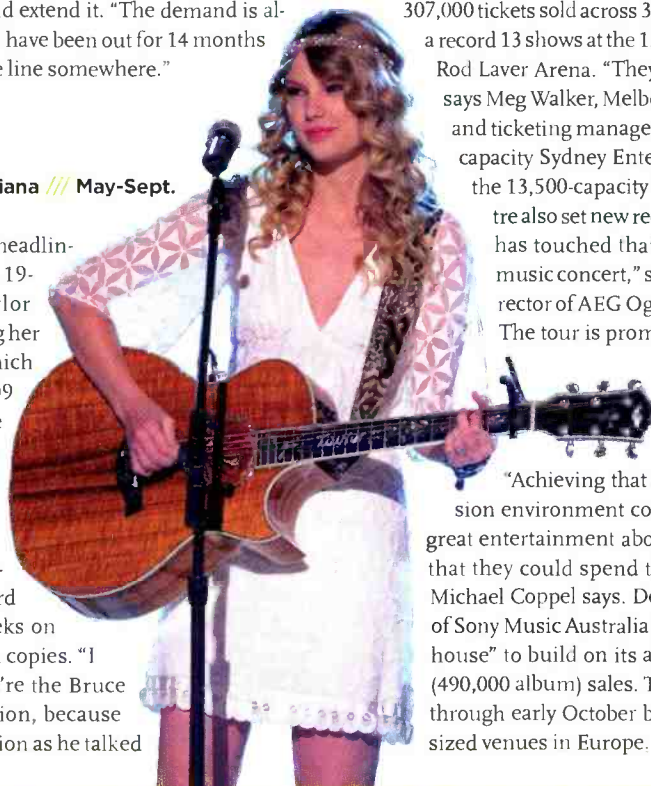 d extend it. “The demand is al-
have been out for 14 months
e line somewhere.”
iana /// May-Sept.
headlin-
19-
lor
g her
ich
09
e
-
rd
eks on
copies. “I
’re the Bruce
ion, because
ion as he talked
307,000 tickets sold across 3
a record 13 shows at the 1
Rod Laver Arena. “They
says Meg Walker, Melb
and ticketing manage
capacity Sydney Ente
the 13,500-capacity
tre also set new re
has touched tha
music concert,” s
rector of AEG Og
The tour is prom
“Achieving that
sion environment co
great entertainment abo
that they could spend t
Michael Coppel says. De
of Sony Music Australia
house” to build on its a
(490,000 album) sales. T
through early October b
sized venues in Europe.